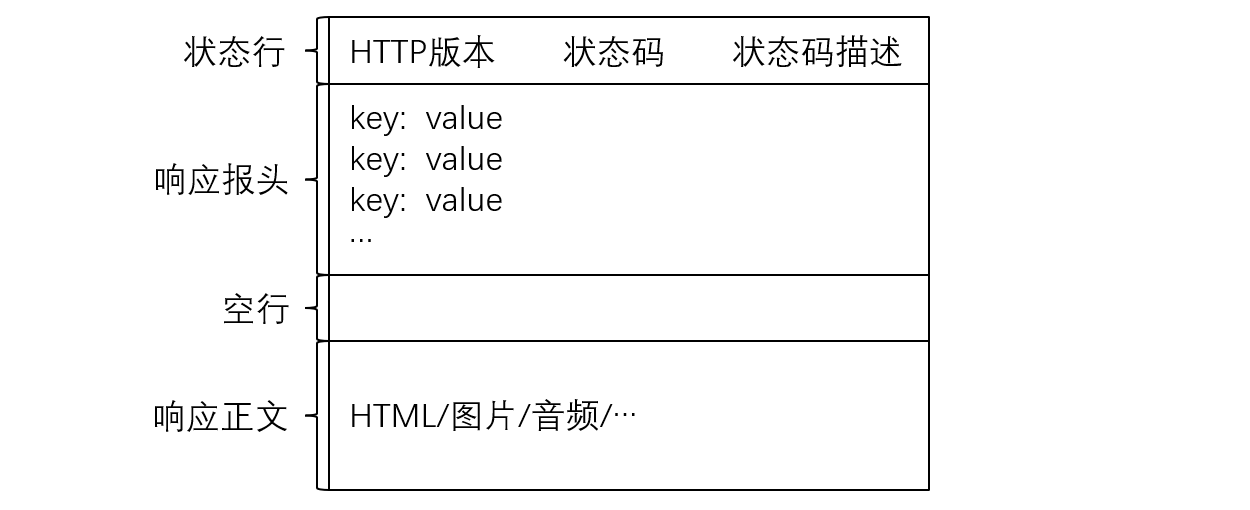 状态行 HTTP版本 状态码 状态码描述
key: value
key: value
响应报头
key: value
...
空行
响应正文 HTML/图片/音频/...